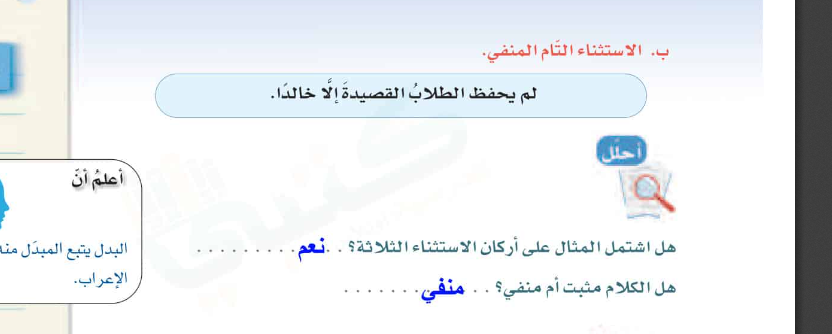 ب. الاستثناء التَّام المنفي.
لم يحفظ الطلابُ القصيدةَ إلَّا خالدًا.
أحلّل
هل اشتمل المثال على أركان الاستثناء الثلاثة؟ . . نعم . . . . . . . . .
هل الكلام مثبت أم منفي؟ . . منفي . . . . . . .
أعلمُ أنَّ
البدل يتبع المبدَل منه
الإعراب.